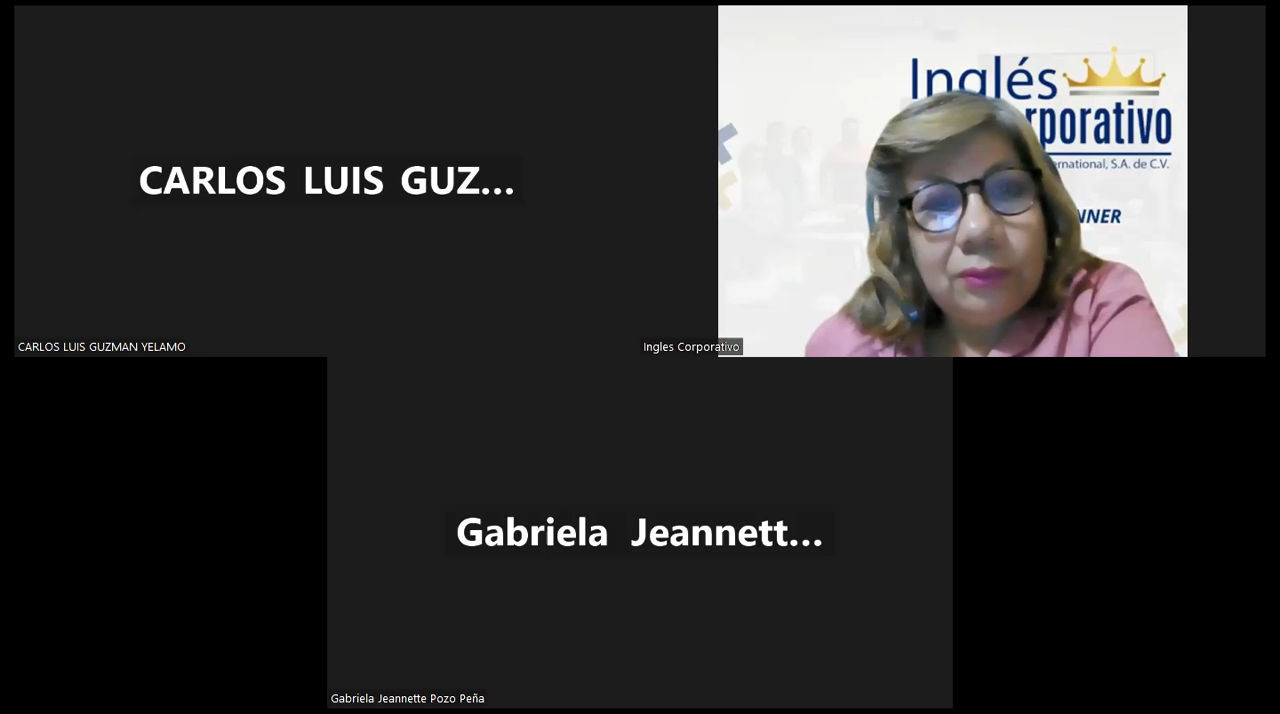 CARLOS LUIS GUZ...
CARLOS LUIS GUZMAN YELAMO
Inglés
rporativo
ernational, S.A. de C.V.
NNER
Ingles Corporativo
Gabriela Jeannett...
Gabriela Jeannette Pozo Peña